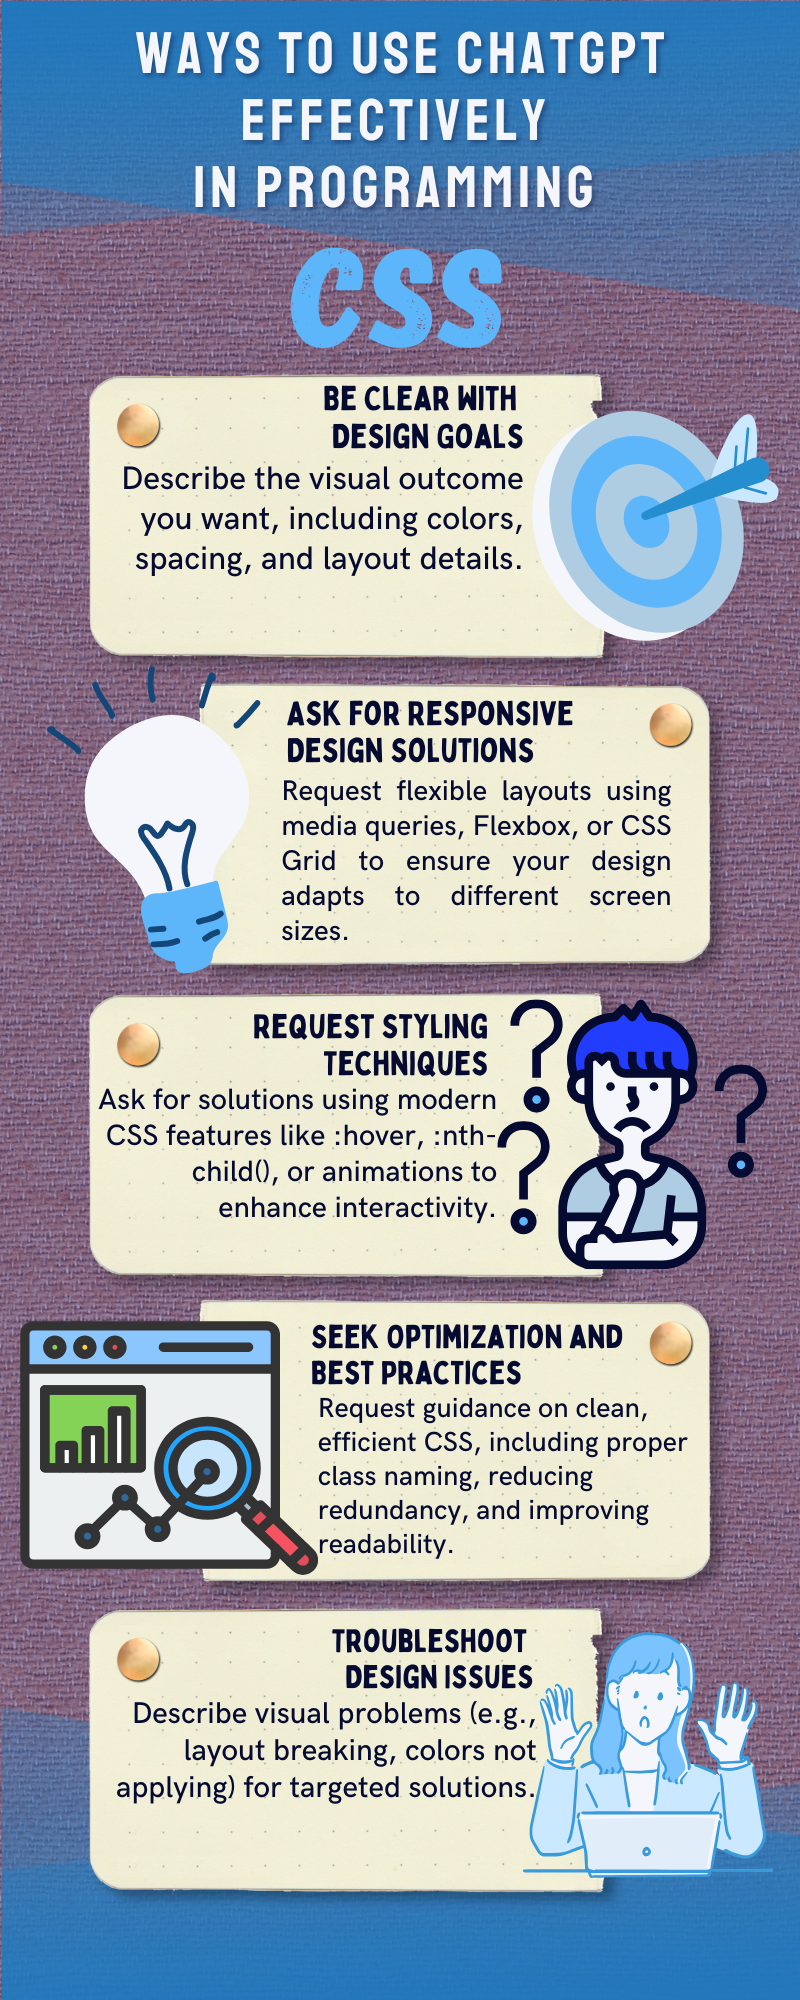 WAYS TO USE CHATGPT
EFFECTIVELY
IN PROGRAMMING
CSS
BE CLEAR WITH
DESIGN GOALS
Describe the visual outcome
you want, including colors,
spacing, and layout details.
ASK FOR RESPONSIVE
DESIGN SOLUTIONS
Request flexible layouts using
media queries, Flexbox, or CSS
Grid to ensure your design
adapts to different screen
sizes.
REQUEST STYLING
TECHNIQUES
Ask for solutions using modern
CSS features like :hover, :nth-
child(), or animations to
enhance interactivity.
SEEK OPTIMIZATION AND
BEST PRACTICES
Request guidance on clean,
efficient CSS, including proper
class naming, reducing
redundancy, and improving
readability.
TROUBLESHOOT
DESIGN ISSUES
Describe visual problems (e.g.,
layout breaking, colors not
applying) for targeted solutions.